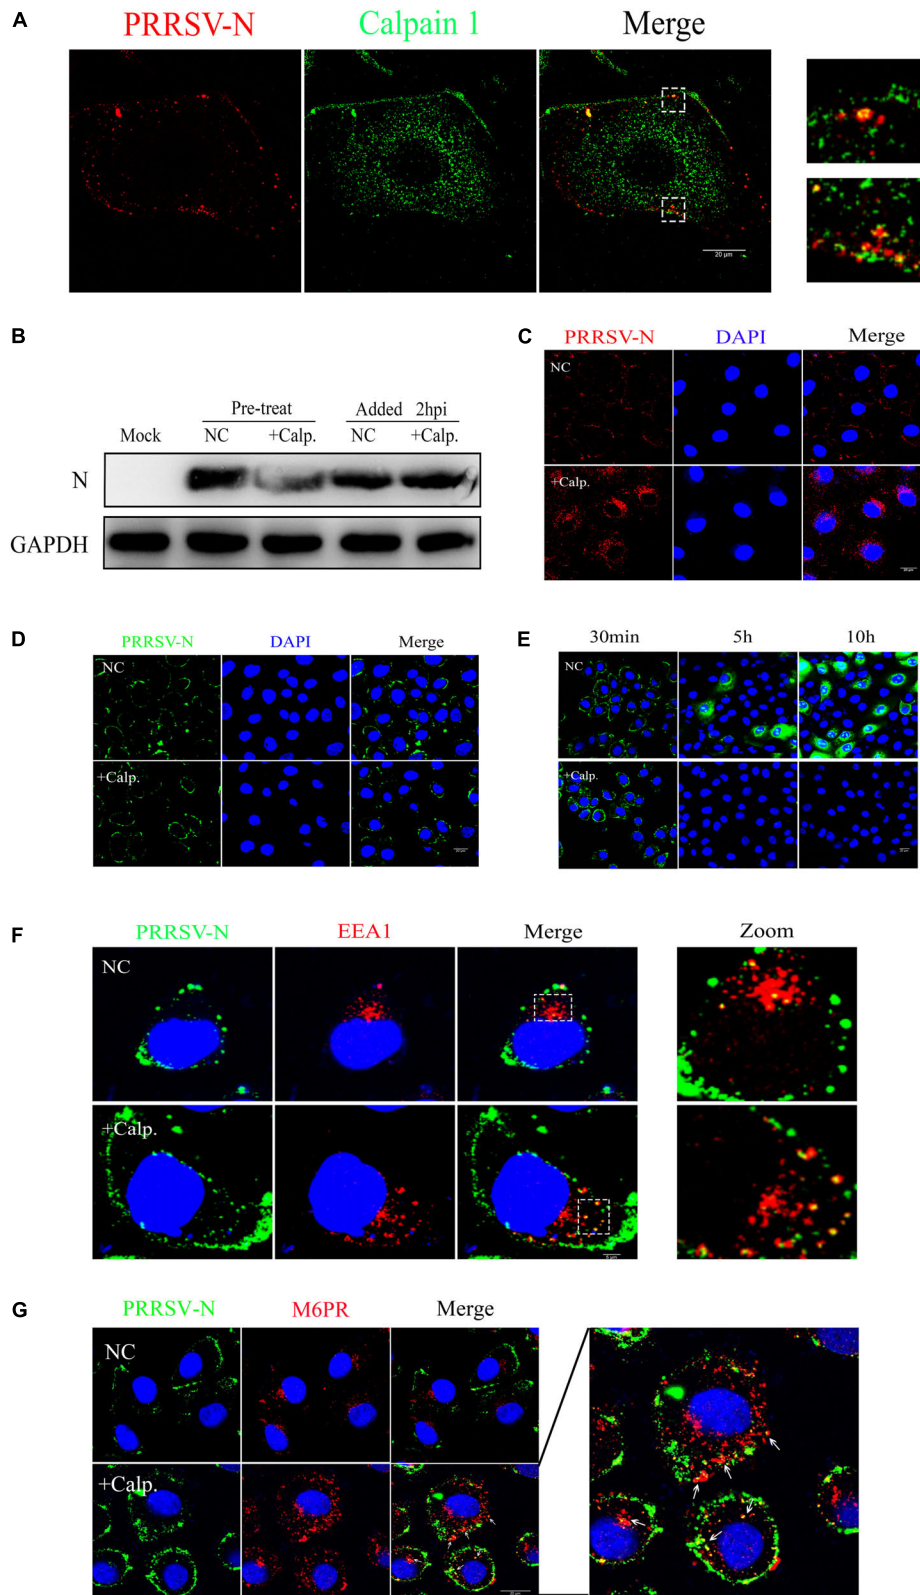 A
PRRSV-N Calpain 1 Merge
20 µm
B
Pre-treat Added 2hpi
Mock NC +Calp. NC +Calp.
N
GAPDH
C
PRRSV-N DAPI Merge
NC
+Calp.
D
PRRSV-N DAPI Merge
NC
+Calp.
E
30min 5h 10h
NC
+Calp.
F
PRRSV-N EEA1 Merge Zoom
NC
+Calp.
G
PRRSV-N M6PR Merge
NC
+Calp.